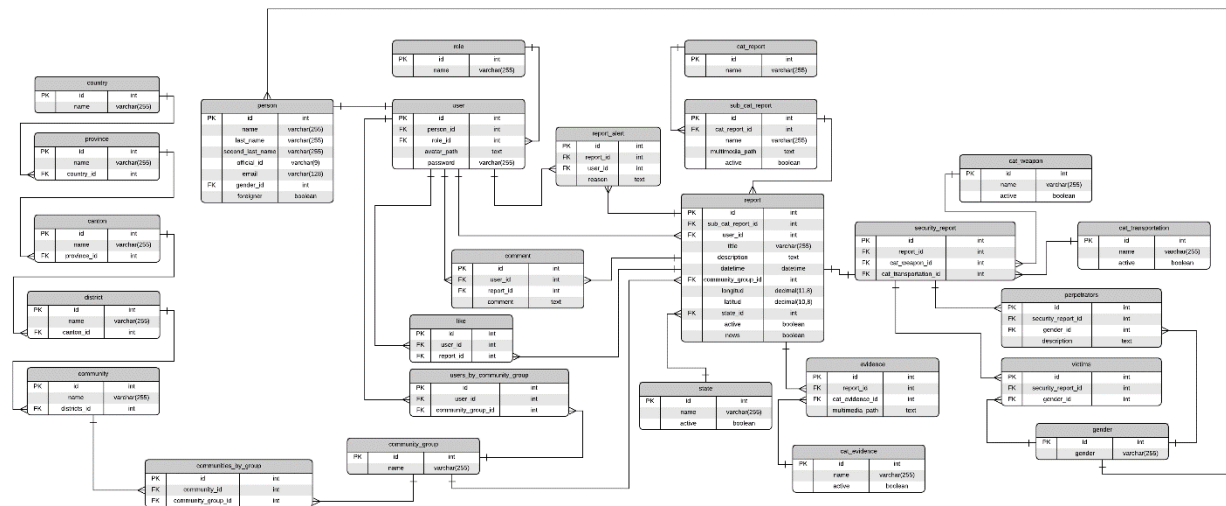 country
PK id int
name varchar(255)
province
PK id int
name varchar(255)
FK country_id int
canton
PK id int
name varchar(255)
FK province_id int
district
PK id int
name varchar(255)
FK canton_id int
community
PK id int
name varchar(255)
FK districts_id int
communities_by_group
PK id int
FK community_id int
FK community_group_id int
person
PK id int
name varchar(255)
last_name varchar(255)
second_last_name varchar(255)
official_id varchar(9)
email varchar(128)
FK gender_id int
foreigner boolean
role
PK id int
name varchar(255)
user
PK id int
FK person_id int
FK role_id int
avatar_path text
password varchar(255)
comment
PK id int
FK user_id int
FK report_id int
comment text
like
PK id int
FK user_id int
FK report_id int
users_by_community_group
PK id int
FK user_id int
FK community_group_id int
community_group
PK id int
name varchar(255)
report_alert
PK id int
FK report_id int
FK user_id int
reason text
cat_report
PK id int
name varchar(255)
sub_cat_report
PK id int
FK cat_report_id int
name varchar(255)
multimedia_path text
active boolean
report
PK id int
FK sub_cat_report_id int
FK user_id int
title varchar(255)
description text
datetime datetime
FK community_group_id int
longitud decimal(11,8)
latitud decimal(10,8)
FK state_id int
active boolean
news boolean
state
PK id int
name varchar(255)
active boolean
evidence
PK id int
FK report_id int
FK cat_evidence_id int
multimedia_path text
cat_evidence
PK id int
name varchar(255)
active boolean
security_report
PK id int
FK report_id int
FK cat_weapon_id int
FK cat_transportation_id int
cat_weapon
PK id int
name varchar(255)
active boolean
cat_transportation
PK id int
name varchar(255)
active boolean
perpetrators
PK id int
FK security_report_id int
FK gender_id int
description text
victims
PK id int
FK security_report_id int
FK gender_id int
gender
PK id int
gender varchar(255)